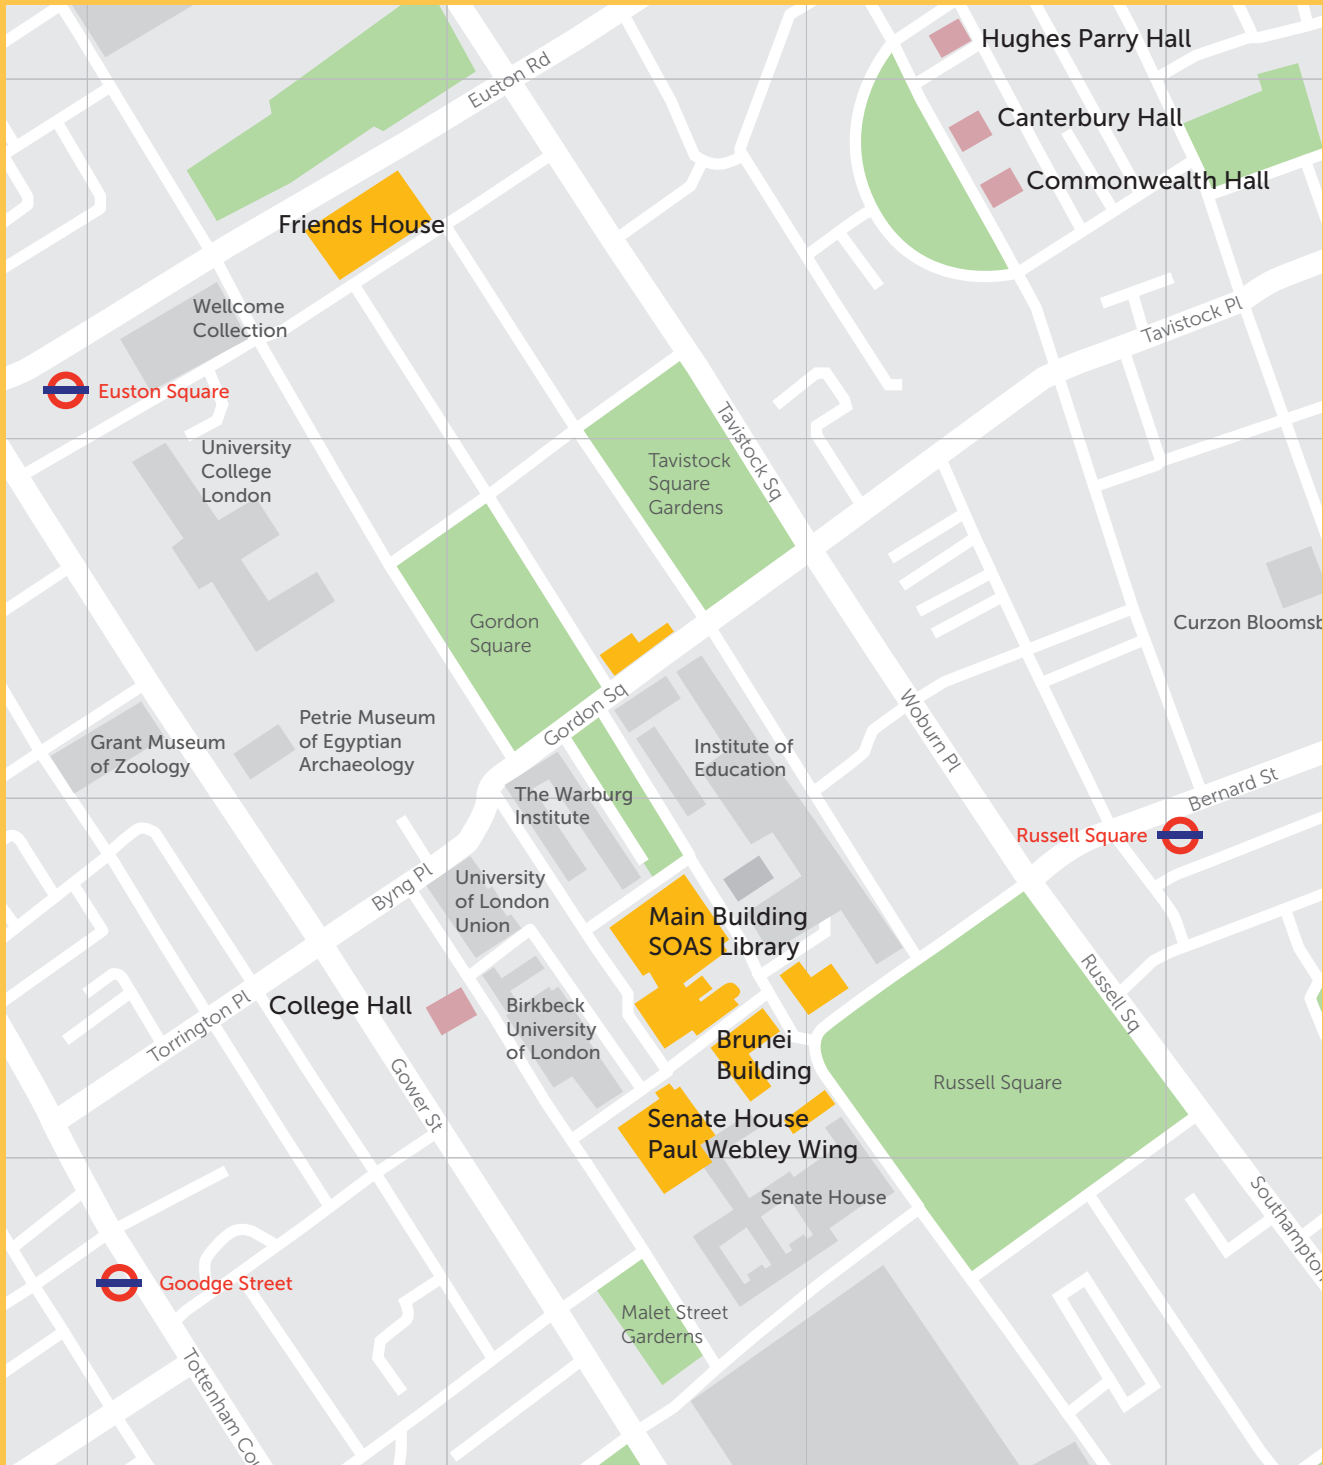 Hughes Parry Hall
Euston Rd
Canterbury Hall
Commonwealth Hall
Friends House
Wellcome
Collection
Tavistock Pl
Euston Square
University
College
London
Tavistock Sq
Tavistock
Square
Gardens
Gordon
Square
Curzon Bloomsb
Gordon Sq
Woburn Pl
Petrie Museum
of Egyptian
Archaeology
Grant Museum
of Zoology
Institute of
Education
The Warburg
Institute
Bernard St
Russell Square
Byng Pl
University
of London
Union
Main Building
SOAS Library
Russell Sq
College Hall
Birkbeck
University
of London
Torrington Pl
Brunei
Building
Gower St
Russell Square
Senate House
Paul Webley Wing
Senate House
Southampton
Goodge Street
Malet Street
Garderns
Tottenham Cou